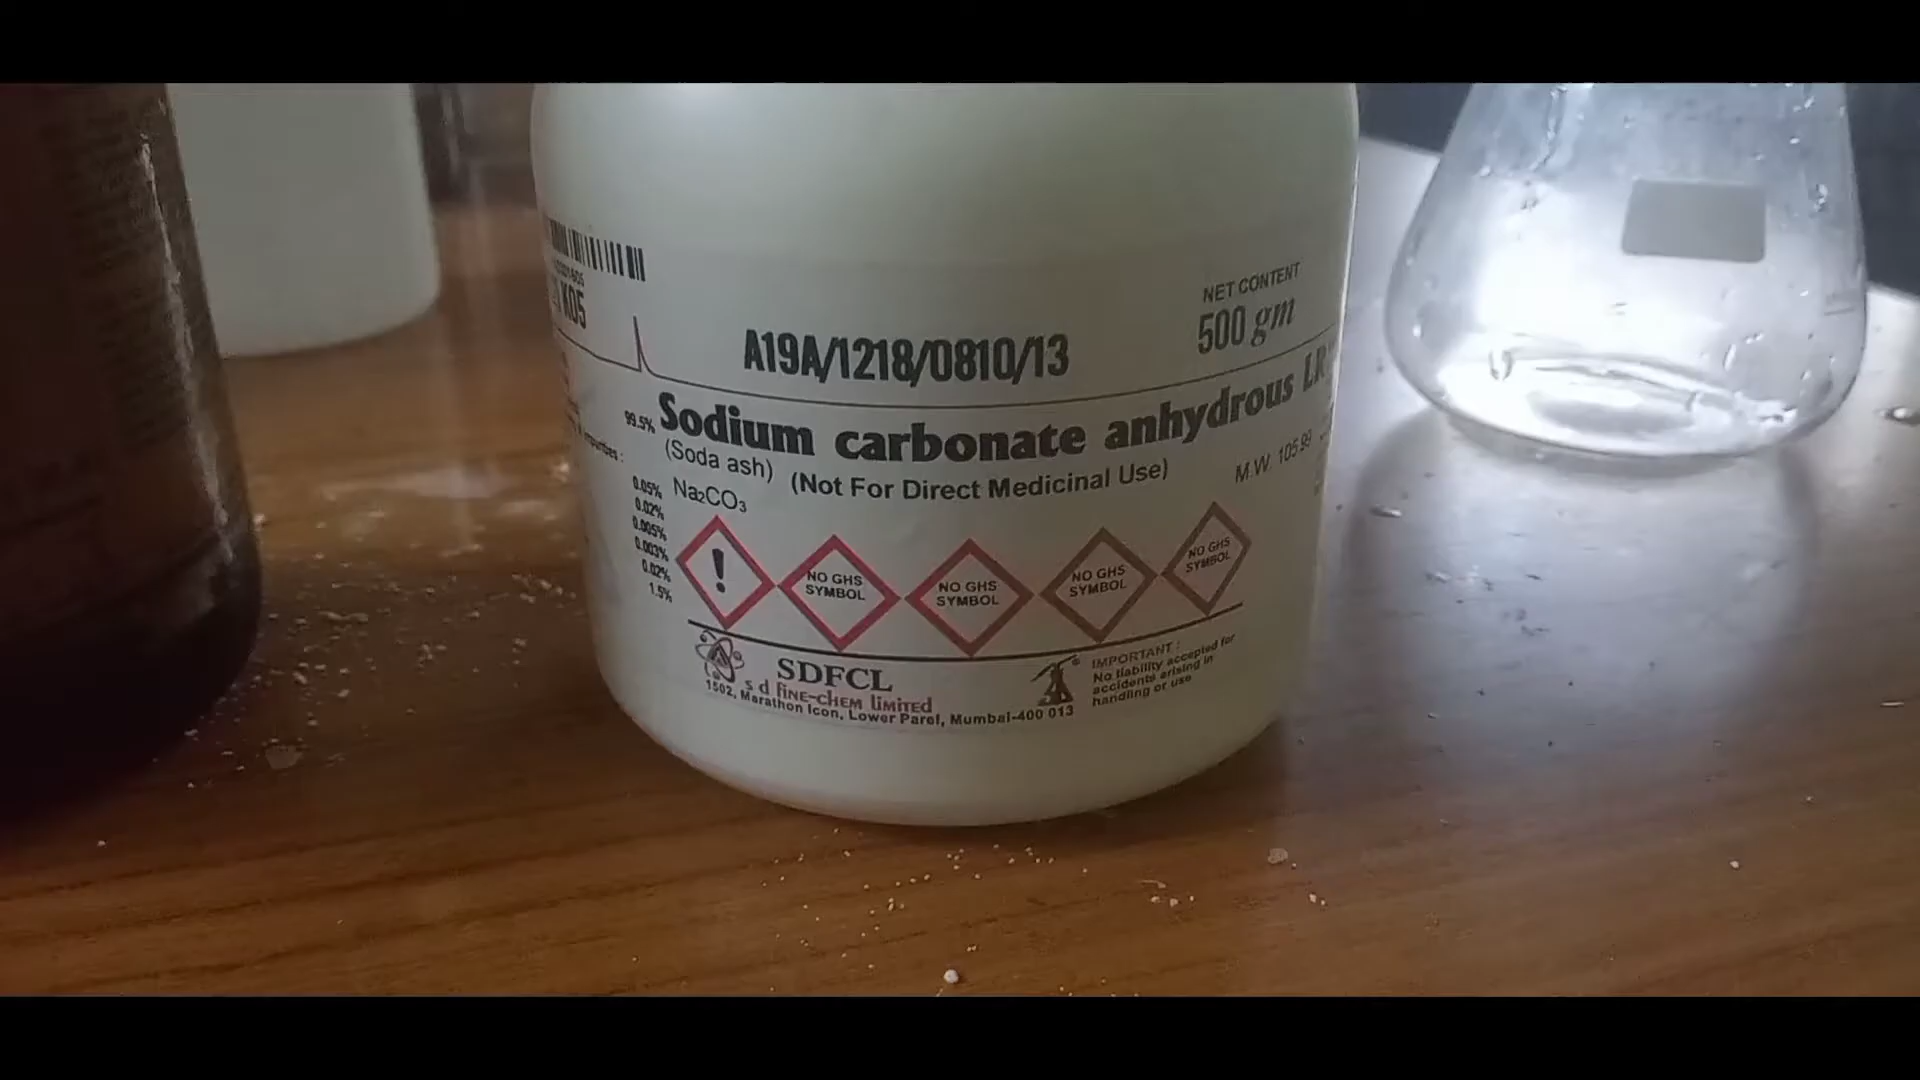 K05
A19A/1218/0810/13
NET CONTENT
500 gm
99.5%
Sodium carbonate anhydrous LR
(Soda ash) (Not For Direct Medicinal Use)
Na₂CO₃
M.W. 105.99
0.05%
0.02%
0.005%
0.003%
0.02%
1.5%
!
NO GHS
SYMBOL
NO GHS
SYMBOL
NO GHS
SYMBOL
NO GHS
SYMBOL
SDFCL
s d fiNE-CHEM limited
1502, Marathon Icon, Lower Parel, Mumbai-400 013
IMPORTANT :
No liability accepted for
accidents arising in
handling or use